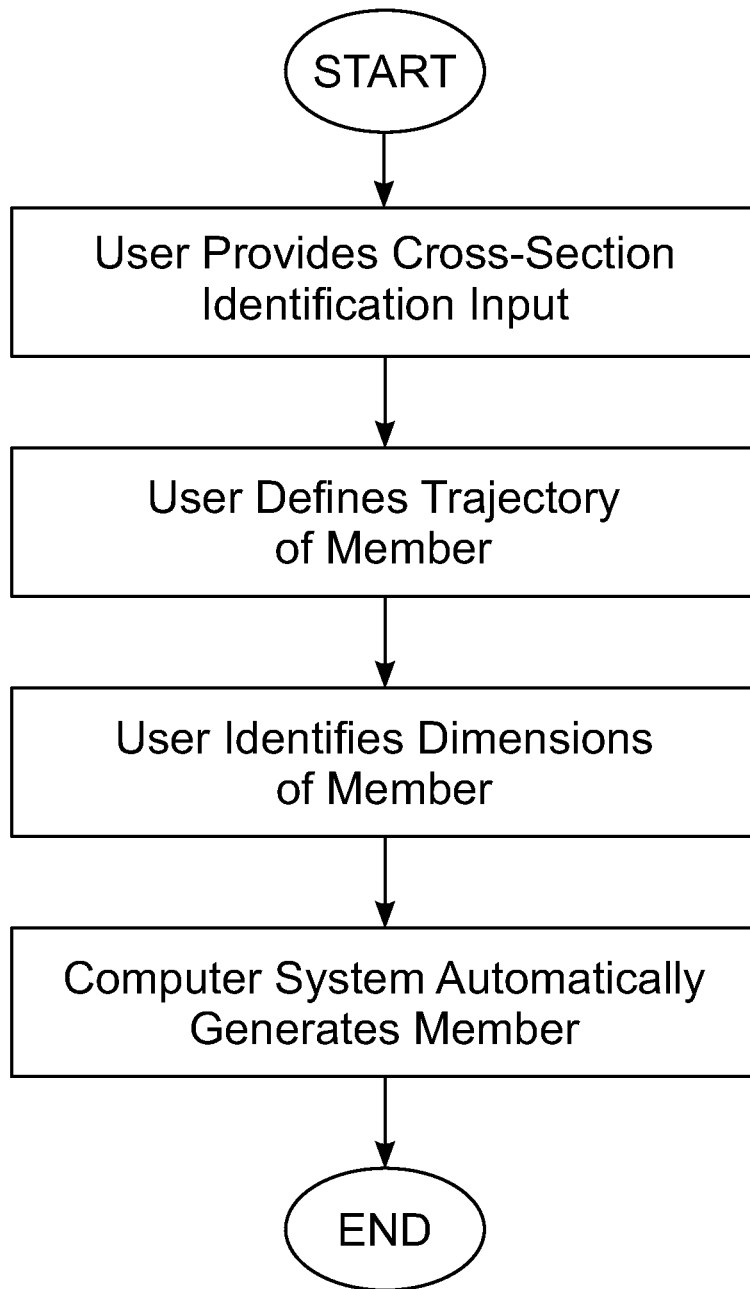 START
User Provides Cross-Section
Identification Input
User Defines Trajectory
of Member
User Identifies Dimensions
of Member
Computer System Automatically
Generates Member
END